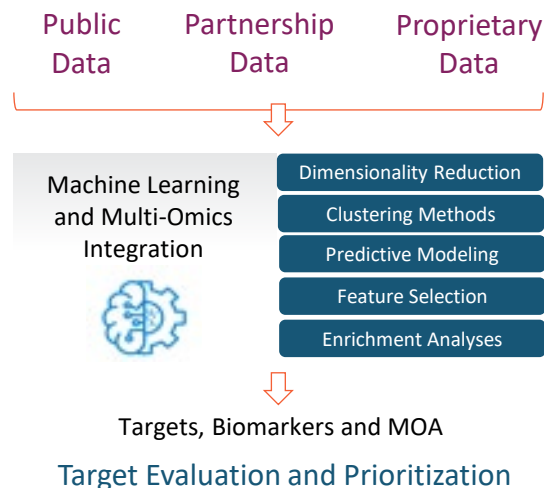 Public Data
Partnership Data
Proprietary Data
Machine Learning
and Multi-Omics
Integration
Dimensionality Reduction
Clustering Methods
Predictive Modeling
Feature Selection
Enrichment Analyses
Targets, Biomarkers and MOA
Target Evaluation and Prioritization